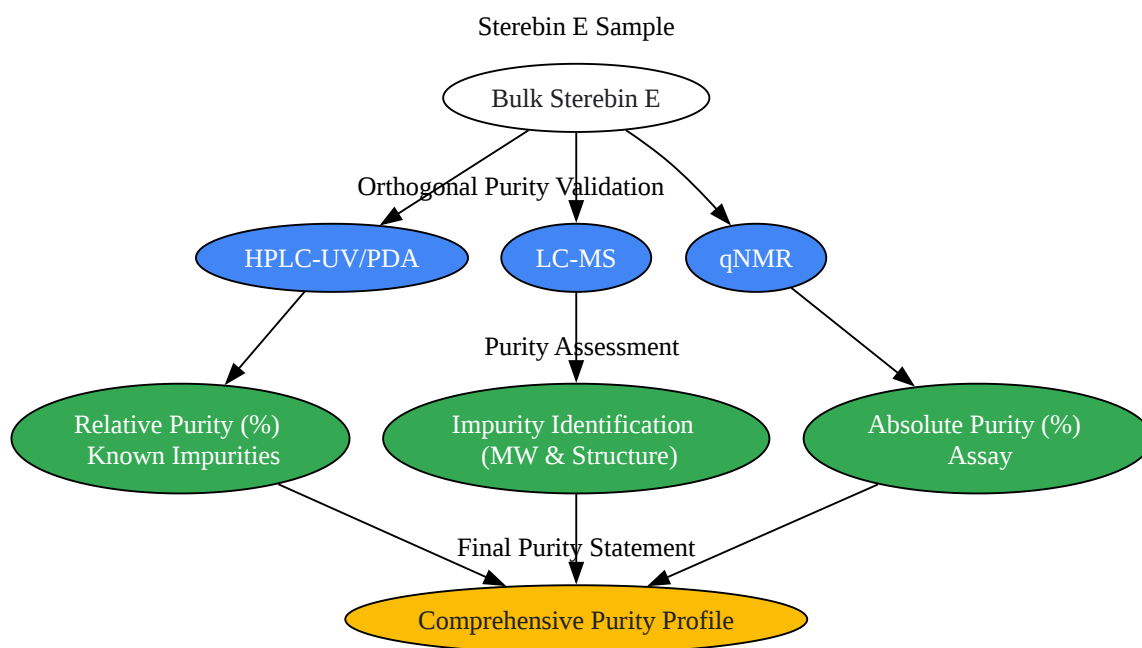 Sterebin E Sample
Bulk Sterebin E
Orthogonal Purity Validation
HPLC-UV/PDA
LC-MS
qNMR
Purity Assessment
Relative Purity (%)
Known Impurities
Impurity Identification
(MW & Structure)
Absolute Purity (%)
Assay
Final Purity Statement
Comprehensive Purity Profile